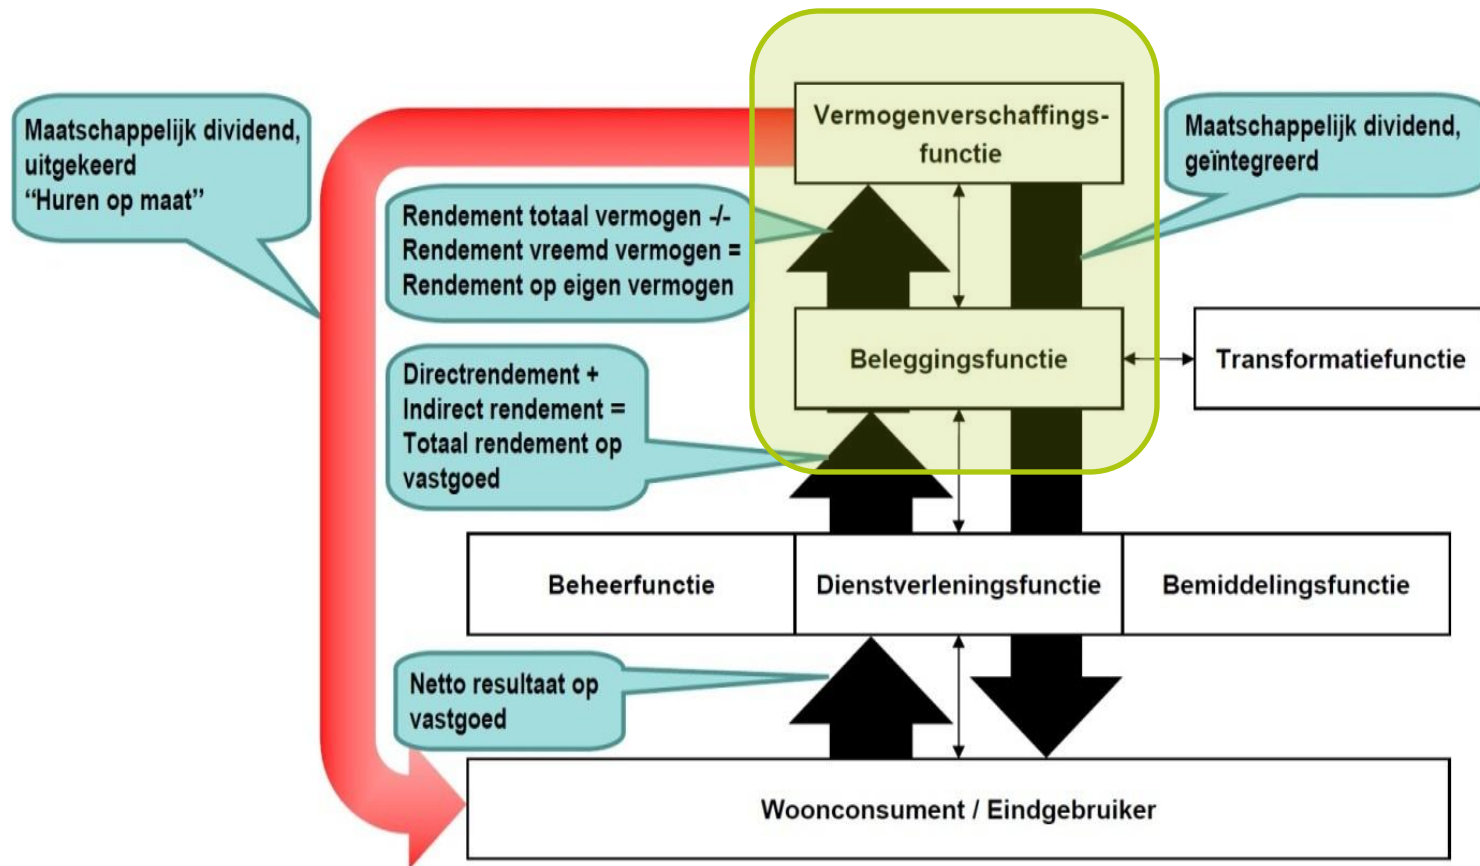 Maatschappelijk dividend,
uitgekeerd
“Huren op maat”
Vermogenverschaffings-
functie
Maatschappelijk dividend,
geïntegreerd
Rendement totaal vermogen -/-
Rendement vreemd vermogen =
Rendement op eigen vermogen
Beleggingsfunctie
Transformatiefunctie
Directrendement +
Indirect rendement =
Totaal rendement op
vastgoed
Beheerfunctie
Dienstverleningsfunctie
Bemiddelingsfunctie
Netto resultaat op
vastgoed
Woonconsument / Eindgebruiker